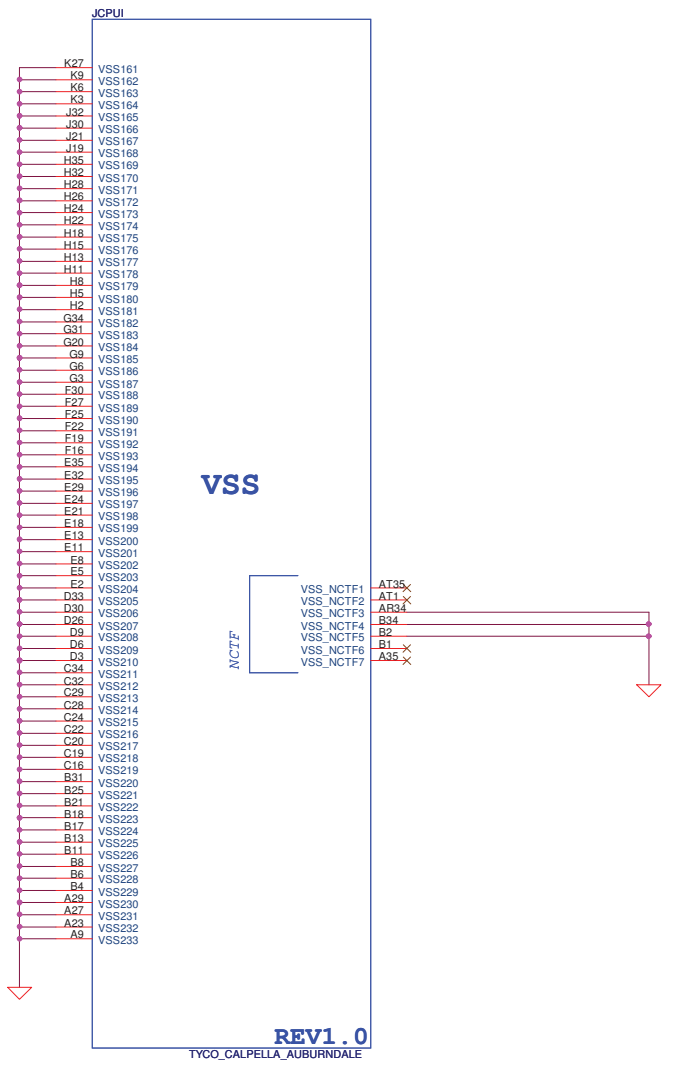 JCPUI
K27 VSS161
K9 VSS162
K6 VSS163
K3 VSS164
J32 VSS165
J30 VSS166
J21 VSS167
J19 VSS168
H35 VSS169
H32 VSS170
H28 VSS171
H26 VSS172
H24 VSS173
H22 VSS174
H18 VSS175
H15 VSS176
H13 VSS177
H11 VSS178
H8 VSS179
H5 VSS180
H2 VSS181
G34 VSS182
G31 VSS183
G20 VSS184
G9 VSS185
G6 VSS186
G3 VSS187
F30 VSS188
F27 VSS189
F25 VSS190
F22 VSS191
F19 VSS192
F16 VSS193
E35 VSS194
E32 VSS195
E29 VSS196
E24 VSS197
E21 VSS198
E18 VSS199
E13 VSS200
E11 VSS201
E8 VSS202
E5 VSS203
E2 VSS204
D33 VSS205
D30 VSS206
D26 VSS207
D9 VSS208
D6 VSS209
D3 VSS210
C34 VSS211
C32 VSS212
C29 VSS213
C28 VSS214
C24 VSS215
C22 VSS216
C20 VSS217
C19 VSS218
C16 VSS219
B31 VSS220
B25 VSS221
B21 VSS222
B18 VSS223
B17 VSS224
B13 VSS225
B11 VSS226
B8 VSS227
B6 VSS228
B4 VSS229
A29 VSS230
A27 VSS231
A23 VSS232
A9 VSS233
VSS
NCTF
VSS_NCTF1 AT35
VSS_NCTF2 AT1
VSS_NCTF3 AR34
VSS_NCTF4 B34
VSS_NCTF5 B2
VSS_NCTF6 B1
VSS_NCTF7 A35
REV1.0
TYCO_CALPELLA_AUBURNDALE